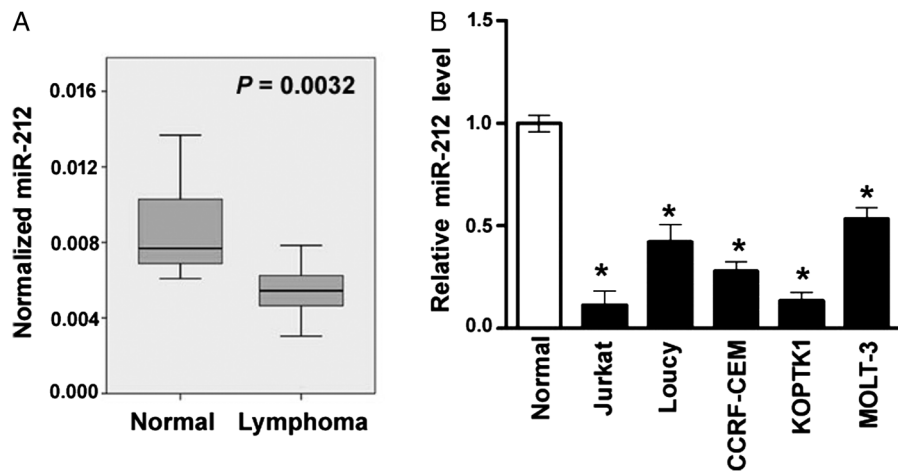 A
Normalized miR-212
0.016
0.012
0.008
0.004
0.000
P = 0.0032
Normal
Lymphoma
B
Relative miR-212 level
1.5
1.0
0.5
0.0
*
*
*
*
*
Normal
Jurkat
Loucy
CCRF-CEM
KOPTK1
MOLT-3